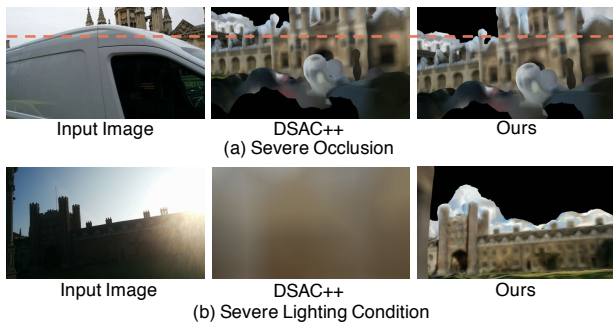 Input Image DSAC++ Ours
(a) Severe Occlusion
Input Image DSAC++ Ours
(b) Severe Lighting Condition